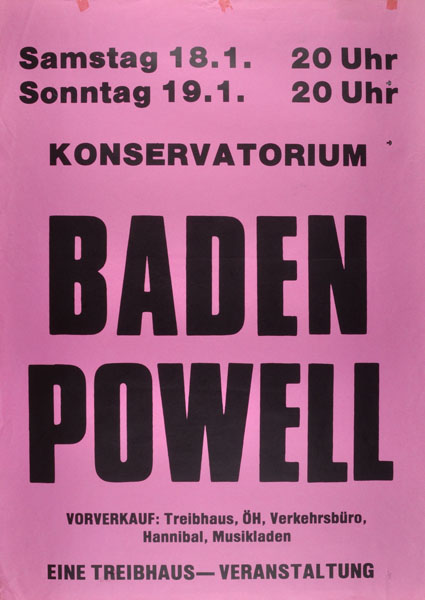 Samstag 18.1. 20 Uhr
Sonntag 19.1. 20 Uhr
KONSERVATORIUM
BADEN
POWELL
VORVERKAUF: Treibhaus, ÖH, Verkehrsbüro,
Hannibal, Musikladen
EINE TREIBHAUS—VERANSTALTUNG